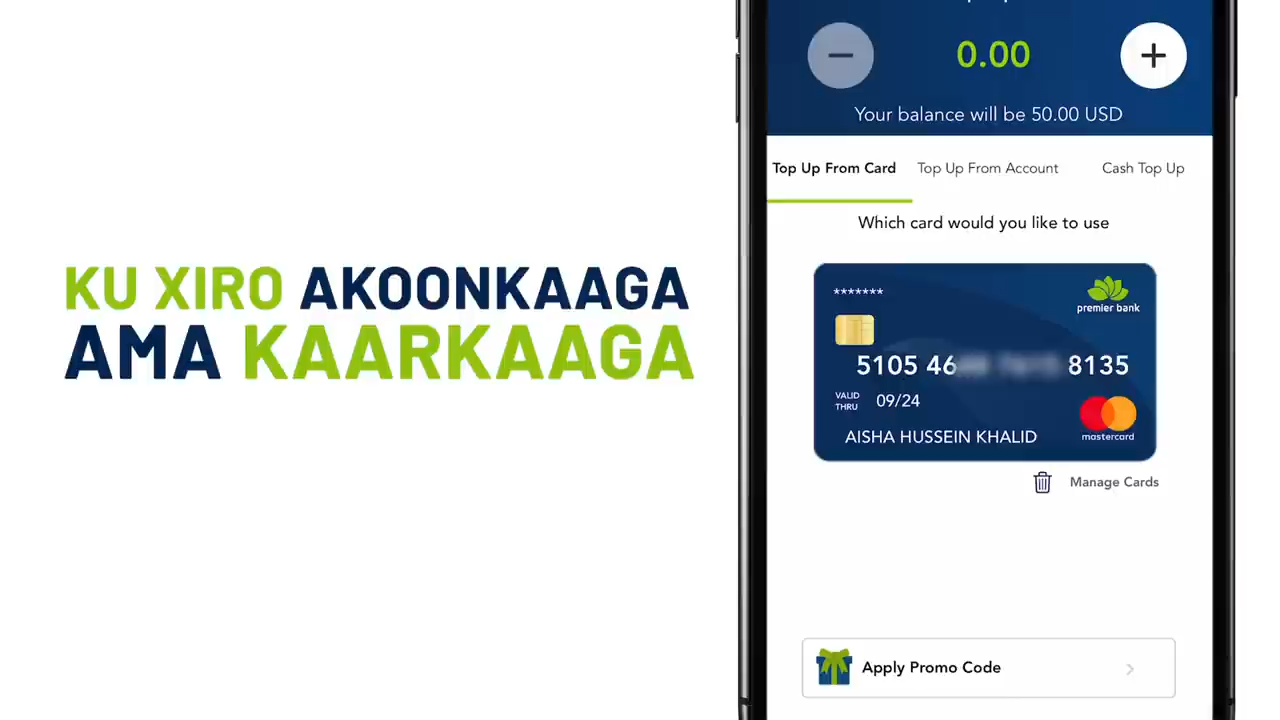 KU XIRO AKOONKAAGA
AMA KAARKAAGA
0.00
Your balance will be 50.00 USD
Top Up From Card
Top Up From Account
Cash Top Up
Which card would you like to use
*******
premier bank
5105 46 8135
VALID
THRU
09/24
AISHA HUSSEIN KHALID
mastercard
Manage Cards
Apply Promo Code